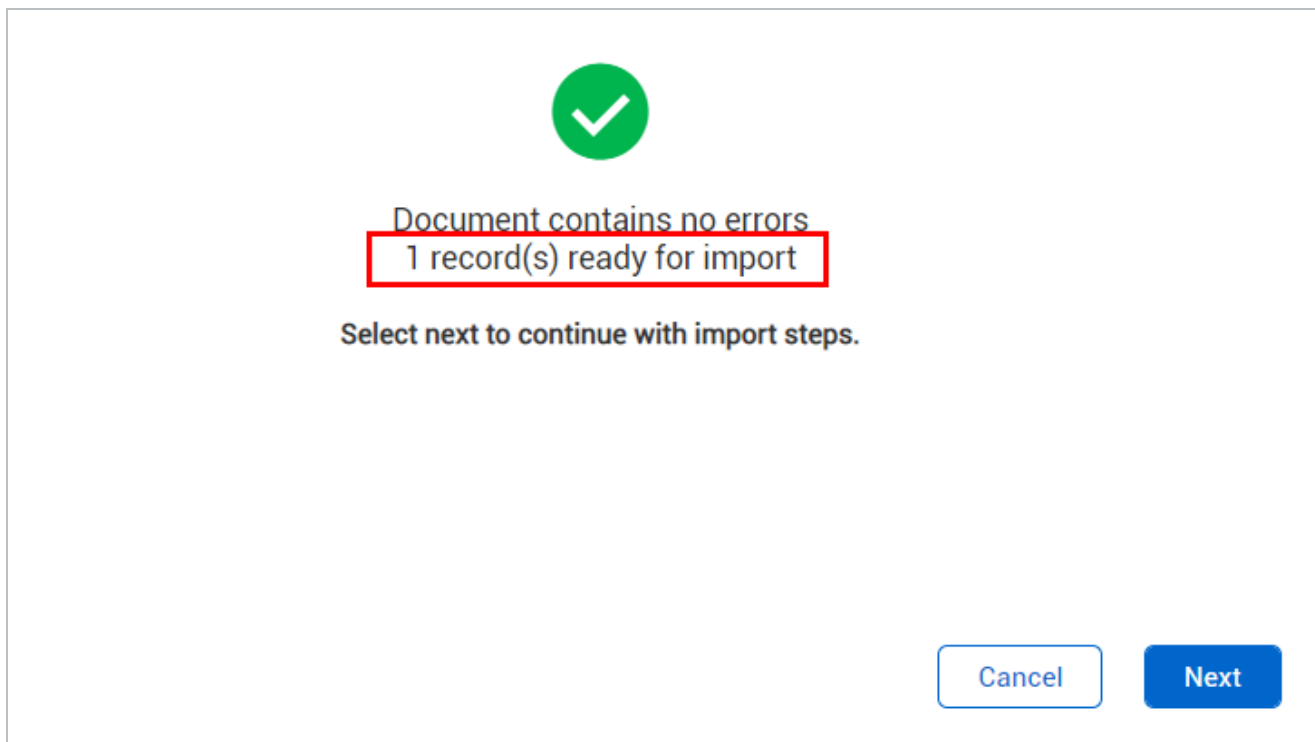 Document contains no errors
1 record(s) ready for import
Select next to continue with import steps.
Cancel
Next